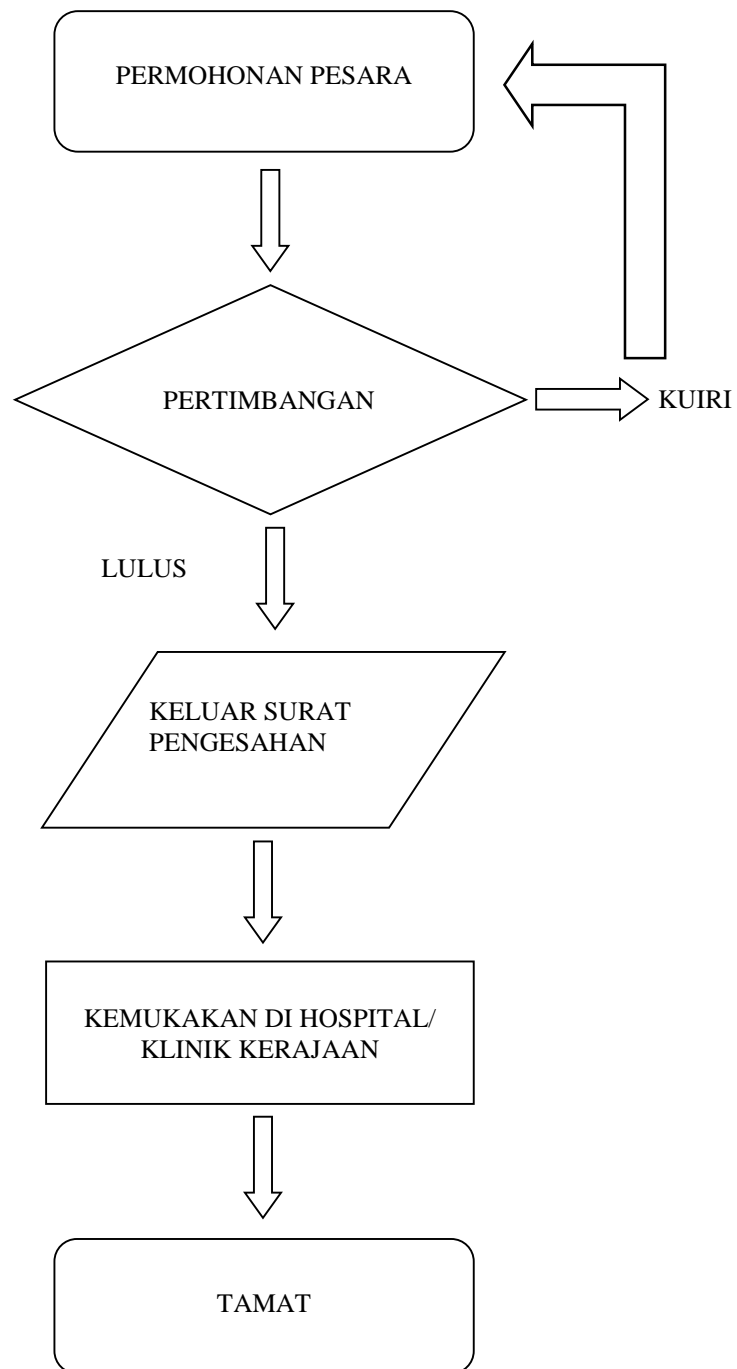 PERMOHONAN PESARA
PERTIMBANGAN
KUIRI
LULUS
KELUAR SURAT
PENGESAHAN
KEMUKAKAN DI HOSPITAL/
KLINIK KERAJAAN
TAMAT